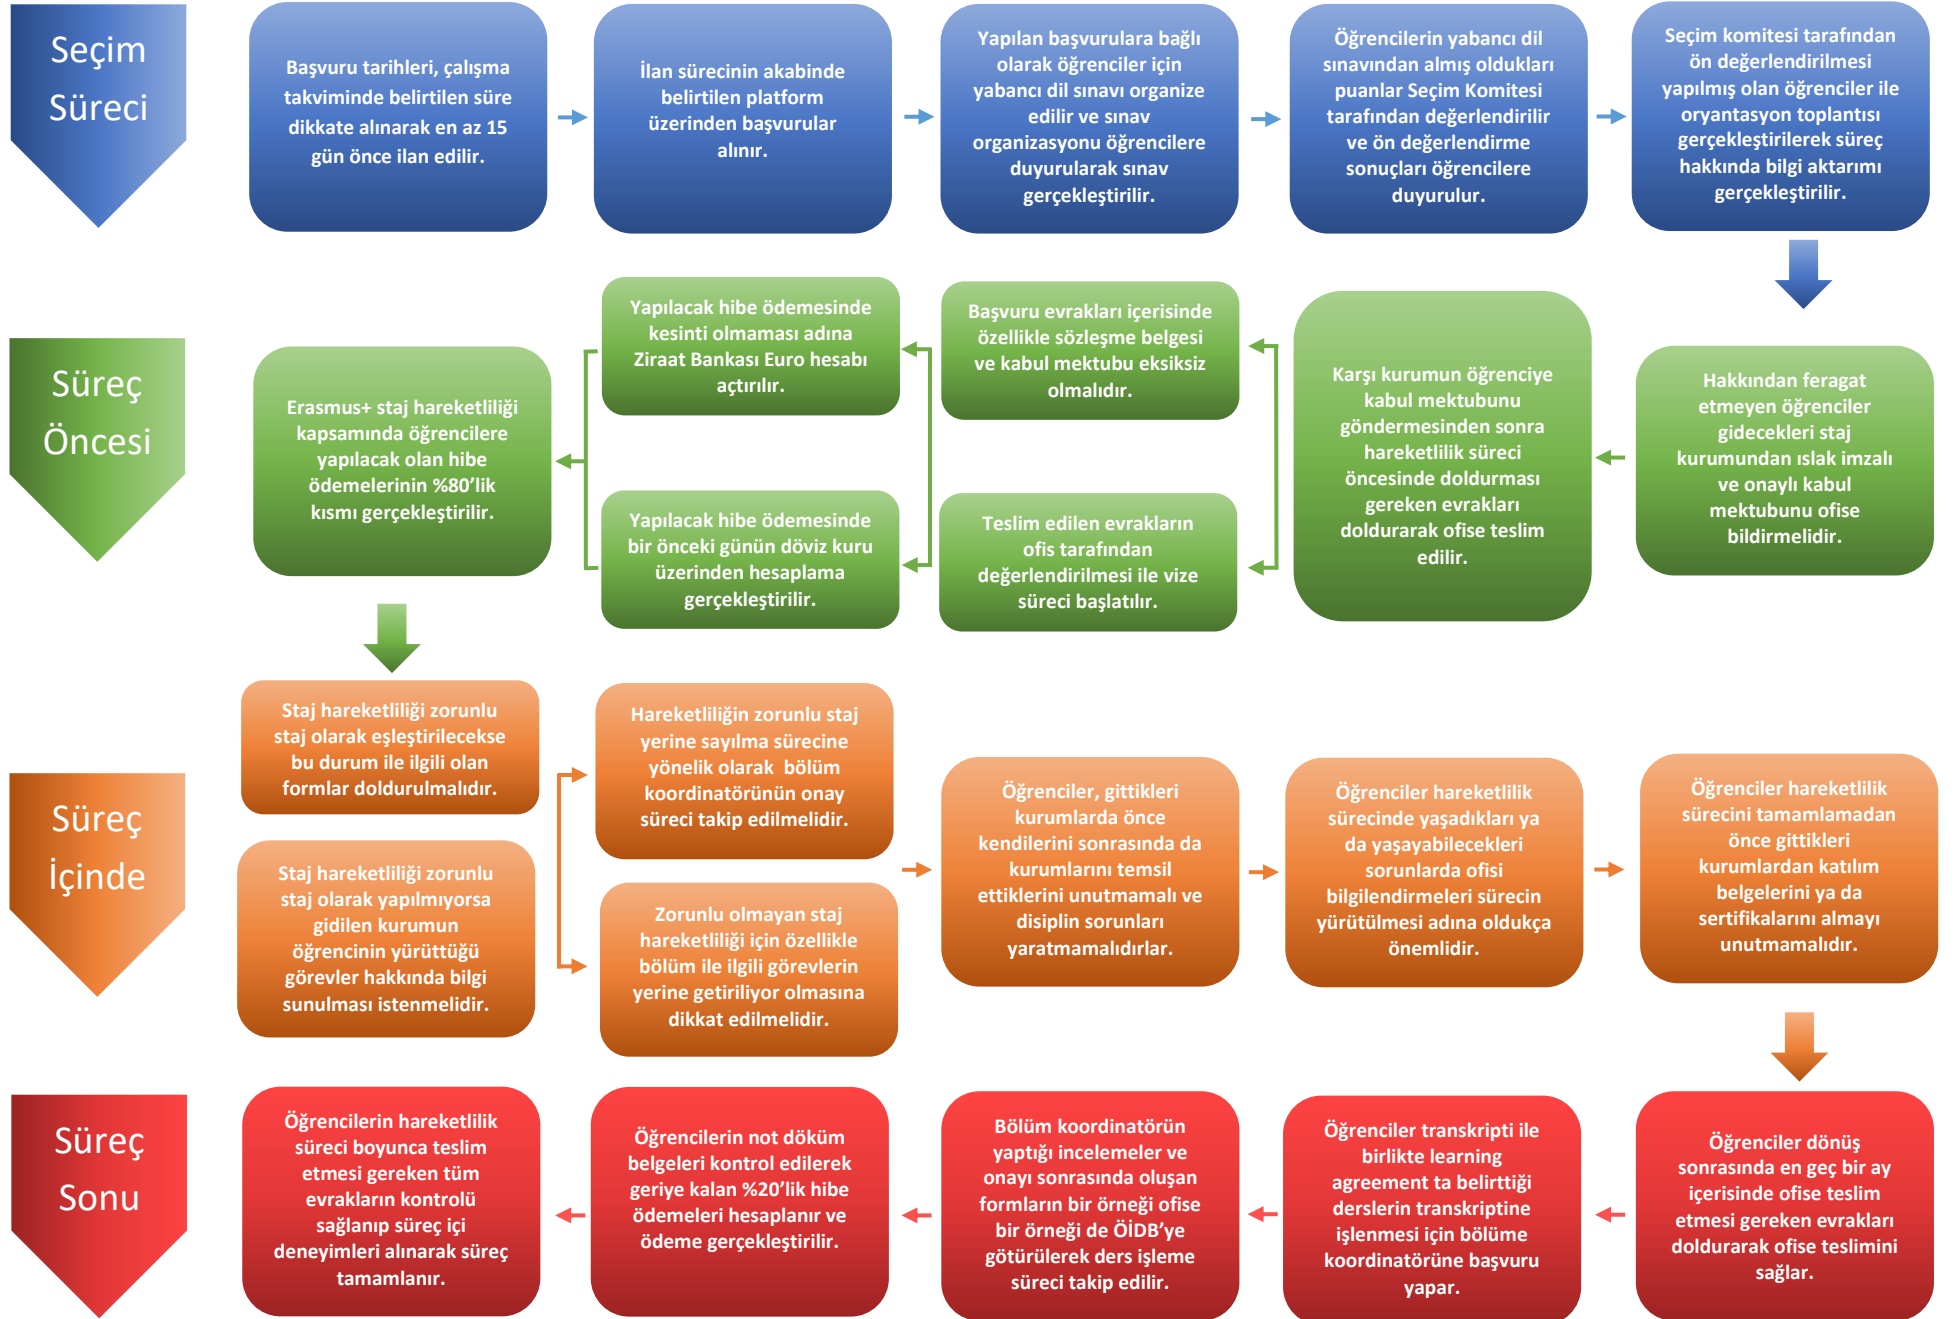 Seçim
Süreci
Başvuru tarihleri, çalışma
takviminde belirtilen süre
dikkate alınarak en az 15
gün önce ilan edilir.
İlan sürecinin akabinde
belirtilen platform
üzerinden başvurular
alınır.
Yapılan başvurulara bağlı
olarak öğrenciler için
yabancı dil sınavı organize
edilir ve sınav
organizasyonu öğrencilere
duyurularak sınav
gerçekleştirilir.
Öğrencilerin yabancı dil
sınavından almış oldukları
puanlar Seçim Komitesi
tarafından değerlendirilir
ve ön değerlendirme
sonuçları öğrencilere
duyurulur.
Seçim komitesi tarafından
ön değerlendirilmesi
yapılmış olan öğrenciler ile
oryantasyon toplantısı
gerçekleştirilerek süreç
hakkında bilgi aktarımı
gerçekleştirilir.
Süreç
Öncesi
Hakkından feragat
etmeyen öğrenciler
gidecekleri staj
kurumundan ıslak imzalı
ve onaylı kabul
mektubunu ofise
bildirmelidir.
Karşı kurumun öğrenciye
kabul mektubunu
göndermesinden sonra
hareketlilik süreci
öncesinde doldurması
gereken evrakları
doldurarak ofise teslim
edilir.
Başvuru evrakları içerisinde
özellikle sözleşme belgesi
ve kabul mektubu eksiksiz
olmalıdır.
Teslim edilen evrakların
ofis tarafından
değerlendirilmesi ile vize
süreci başlatılır.
Yapılacak hibe ödemesinde
kesinti olmaması adına
Ziraat Bankası Euro hesabı
açtırılır.
Yapılacak hibe ödemesinde
bir önceki günün döviz kuru
üzerinden hesaplama
gerçekleştirilir.
Erasmus+ staj hareketliliği
kapsamında öğrencilere
yapılacak olan hibe
ödemelerinin %80’lik
kısmı gerçekleştirilir.
Süreç
İçinde
Staj hareketliliği zorunlu
staj olarak eşleştirilecekse
bu durum ile ilgili olan
formlar doldurulmalıdır.
Staj hareketliliği zorunlu
staj olarak yapılmıyorsa
gidilen kurumun
öğrencinin yürüttüğü
görevler hakkında bilgi
sunulması istenmelidir.
Hareketliliğin zorunlu staj
yerine sayılma sürecine
yönelik olarak  bölüm
koordinatörünün onay
süreci takip edilmelidir.
Zorunlu olmayan staj
hareketliliği için özellikle
bölüm ile ilgili görevlerin
yerine getiriliyor olmasına
dikkat edilmelidir.
Öğrenciler, gittikleri
kurumlarda önce
kendilerini sonrasında da
kurumlarını temsil
ettiklerini unutmamalı ve
disiplin sorunları
yaratmamalıdırlar.
Öğrenciler hareketlilik
sürecinde yaşadıkları ya
da yaşayabilecekleri
sorunlarda ofisi
bilgilendirmeleri sürecin
yürütülmesi adına oldukça
önemlidir.
Öğrenciler hareketlilik
sürecini tamamlamadan
önce gittikleri
kurumlardan katılım
belgelerini ya da
sertifikalarını almayı
unutmamalıdır.
Süreç
Sonu
Öğrenciler dönüş
sonrasında en geç bir ay
içerisinde ofise teslim
etmesi gereken evrakları
doldurarak ofise teslimini
sağlar.
Öğrenciler transkripti ile
birlikte learning
agreement ta belirttiği
derslerin transkriptine
işlenmesi için bölüme
koordinatörüne başvuru
yapar.
Bölüm koordinatörün
yaptığı incelemeler ve
onayı sonrasında oluşan
formların bir örneği ofise
bir örneği de ÖİDB’ye
götürülerek ders işleme
süreci takip edilir.
Öğrencilerin not döküm
belgeleri kontrol edilerek
geriye kalan %20’lik hibe
ödemeleri hesaplanır ve
ödeme gerçekleştirilir.
Öğrencilerin hareketlilik
süreci boyunca teslim
etmesi gereken tüm
evrakların kontrolü
sağlanıp süreç içi
deneyimleri alınarak süreç
tamamlanır.